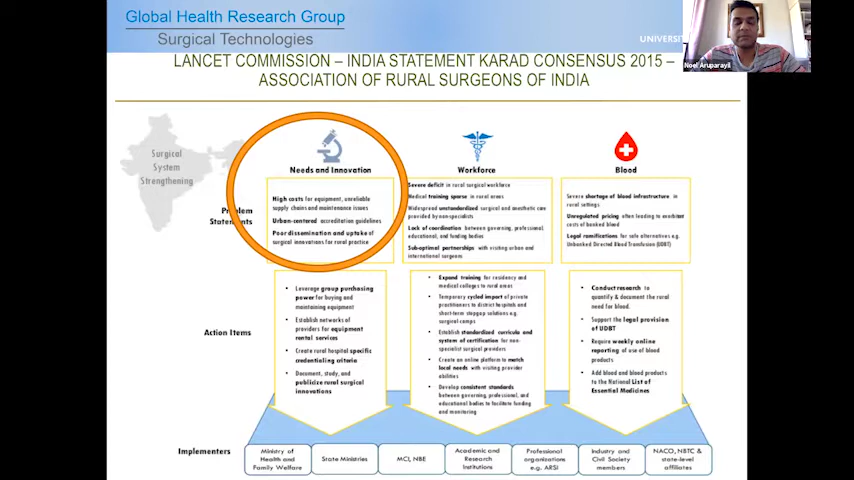 Global Health Research Group
Surgical Technologies
UNIVERSIT
Noel Aruparayil
LANCET COMMISSION – INDIA STATEMENT KARAD CONSENSUS 2015 –
ASSOCIATION OF RURAL SURGEONS OF INDIA
Surgical
System
Strengthening
Needs and Innovation
Workforce
Blood
Problem
Statements
High costs for equipment, unreliable
supply chains and maintenance issues
Urban-centered accreditation guidelines
Poor dissemination and uptake of
surgical innovations for rural practice
Severe deficit in rural surgical workforce
Medical training sparse in rural areas
Widespread unstandardized surgical and anesthetic care
provided by non-specialists
Lack of coordination between governing, professional,
educational, and funding bodies
Sub-optimal partnerships with visiting urban and
international surgeons
Severe shortage of blood infrastructure in
rural settings
Unregulated pricing often leading to exorbitant
costs of banked blood
Legal ramifications for safe alternatives e.g.
Unbanked Directed Blood Transfusion (UDBT)
Action Items
• Leverage group purchasing
power for buying and
maintaining equipment
• Establish networks of
providers for equipment
rental services
• Create rural hospital specific
credentialing criteria
• Document, study, and
publicize rural surgical
innovations
• Expand training for residency and
medical colleges to rural areas
• Temporary cycled import of private
practitioners to district hospitals and
short-term stopgap solutions e.g.
surgical camps
• Establish standardized curricula and
system of certification for non-
specialist surgical providers
• Create an online platform to match
local needs with visiting provider
abilities
• Develop consistent standards
between governing, professional, and
educational bodies to facilitate funding
and monitoring
• Conduct research to
quantify & document the rural
need for blood.
• Support the legal provision
of UDBT
• Require weekly online
reporting of use of blood
products
• Add blood and blood products
to the National List of
Essential Medicines
Implementers
Ministry of
Health and
Family Welfare
State Ministries
MCI, NBE
Academic and
Research
Institutions
Professional
organizations
e.g. ARSI
Industry and
Civil Society
members
NACO, NBTC &
state-level
affiliates